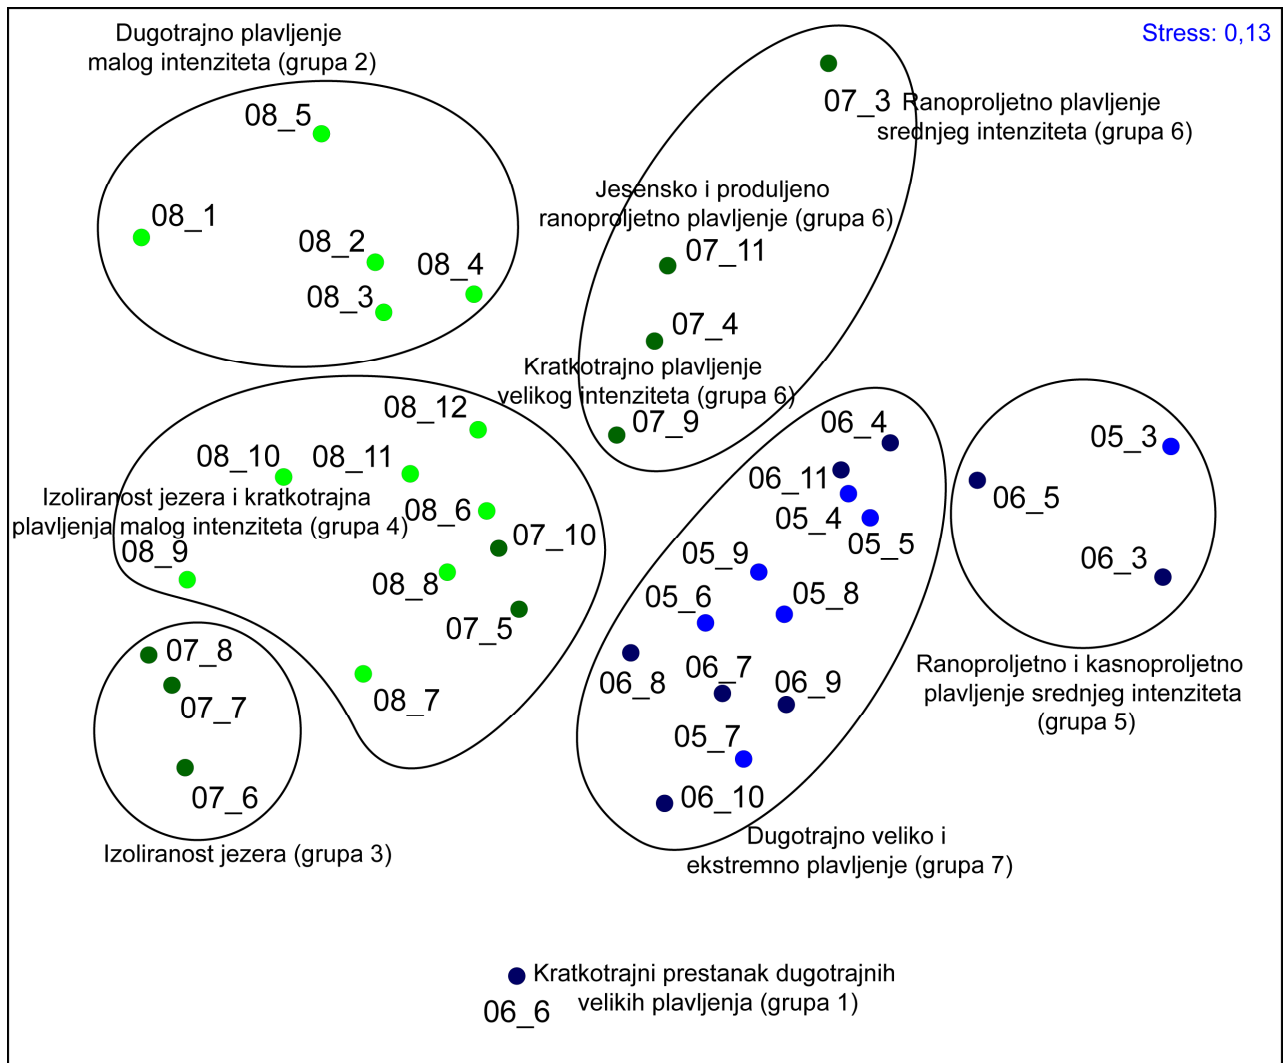 Stress: 0,13
Dugotrajno plavljenje
malog intenziteta (grupa 2)
08_5
08_1
08_2
08_4
08_3
07_3
Ranoproljetno plavljenje
srednjeg intenziteta (grupa 6)
Jesensko i produljeno
ranoproljetno plavljenje (grupa 6)
07_11
07_4
Kratkotrajno plavljenje
velikog intenziteta (grupa 6)
07_9
08_12
08_10
08_11
Izoliranost jezera i kratkotrajna
plavljenja malog intenziteta (grupa 4)
08_6
07_10
08_9
08_8
07_5
08_7
06_4
06_11
05_4
05_5
05_9
05_8
05_6
06_8
06_7
06_9
05_7
06_10
Dugotrajno veliko i
ekstremno plavljenje (grupa 7)
05_3
06_5
06_3
Ranoproljetno i kasnoproljetno
plavljenje srednjeg intenziteta
(grupa 5)
07_8
07_7
07_6
Izoliranost jezera (grupa 3)
Kratkotrajni prestanak dugotrajnih
velikih plavljenja (grupa 1)
06_6